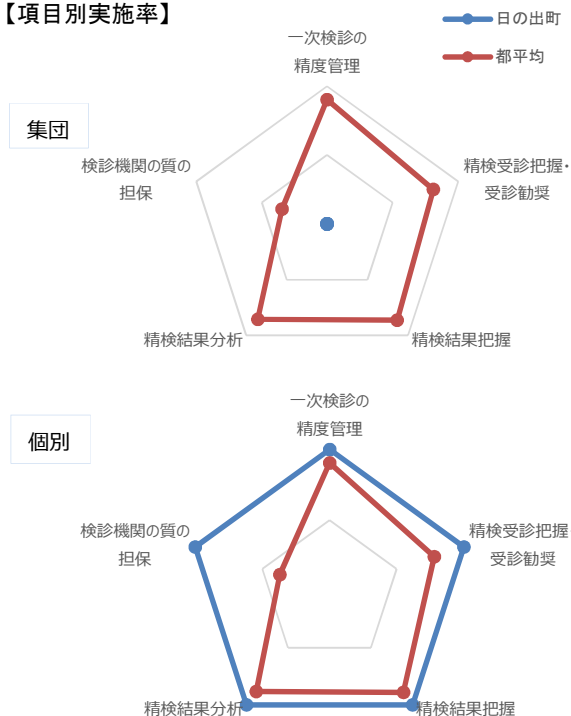 【項目別実施率】
日の出町
都平均
集団
一次検診の
精度管理
精検受診把握・
受診勧奨
検診機関の質の
担保
精検結果分析
精検結果把握
個別
一次検診の
精度管理
精検受診把握
受診勧奨
検診機関の質の
担保
精検結果分析
精検結果把握